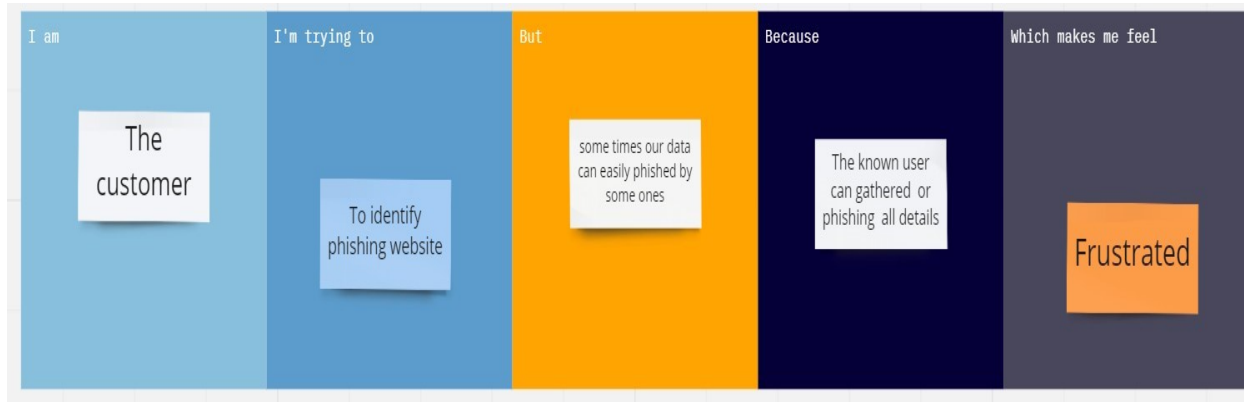 I am
The
customer
I'm trying to
To identify
phishing website
But
some times our data
can easily phished by
some ones
Because
The known user
can gathered or
phishing all details
Which makes me feel
Frustrated